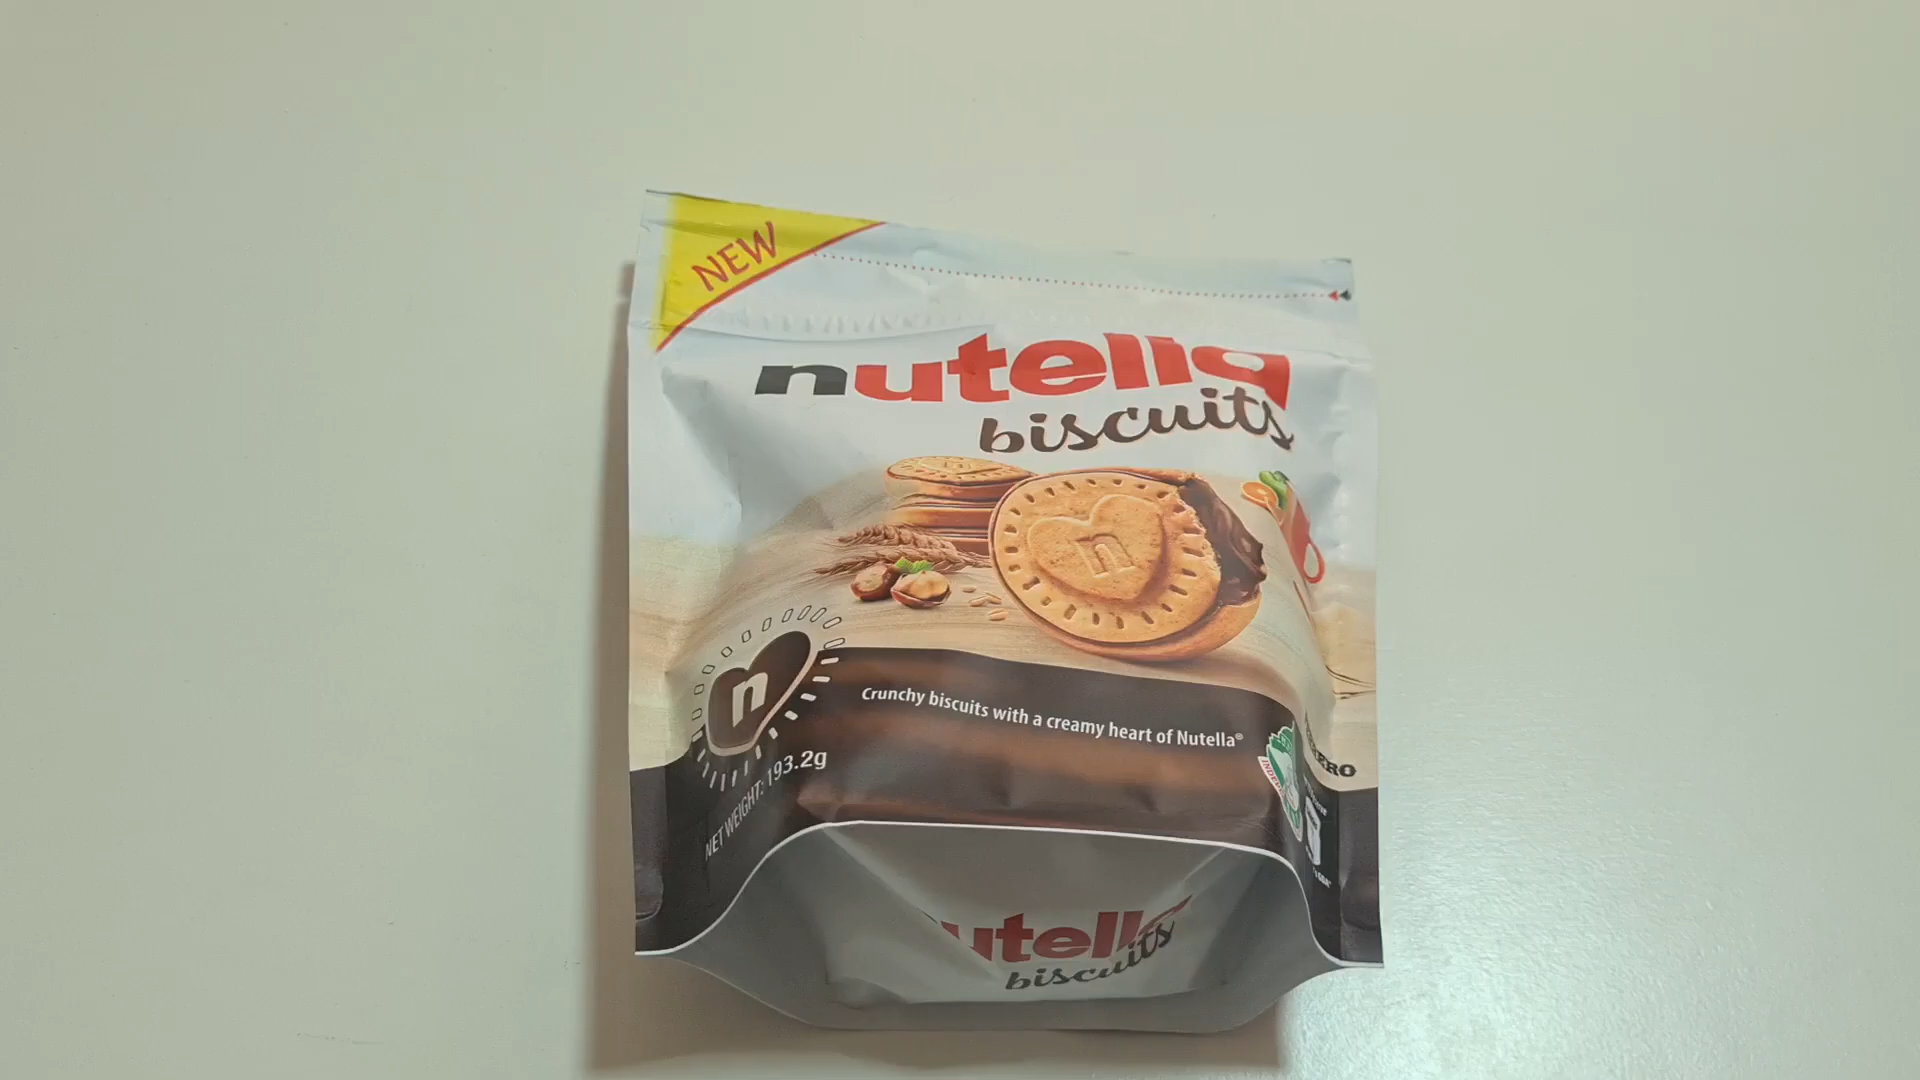 NEW
nutella
biscuits
n
n
Crunchy biscuits with a creamy heart of Nutella®
NET WEIGHT: 193.2g
nutella
biscuits